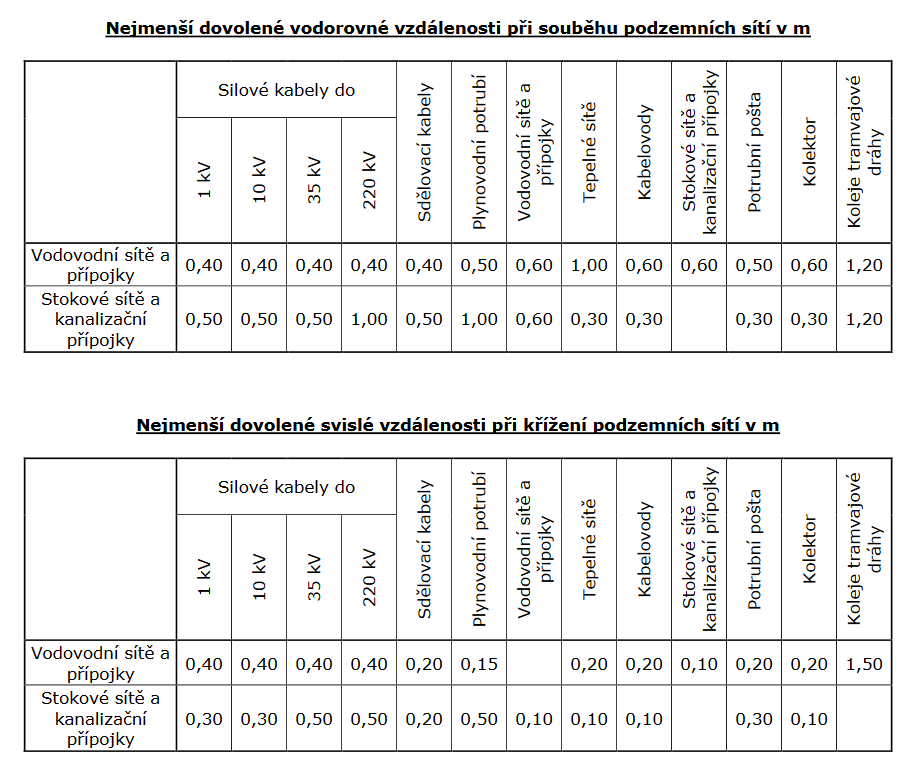 Nejmenší dovolené vodorovné vzdálenosti při souběhu podzemních sítí v m
Silové kabely do
1 kV
10 kV
35 kV
220 kV
Sdělovací kabely
Plynovodní potrubí
Vodovodní sítě a
přípojky
Tepelné sítě
Kabelovody
Stokové sítě a
kanalizační přípojky
Potrubní pošta
Kolektor
Koleje tramvajové
dráhy
Vodovodní sítě a
přípojky
0,40 0,40 0,40 0,40 0,40 0,50 0,60 1,00 0,60 0,60 0,50 0,60 1,20
Stokové sítě a
kanalizační
přípojky
0,50 0,50 0,50 1,00 0,50 1,00 0,60 0,30 0,30 0,30 0,30 1,20
Nejmenší dovolené svislé vzdálenosti při křížení podzemních sítí v m
Silové kabely do
1 kV
10 kV
35 kV
220 kV
Sdělovací kabely
Plynovodní potrubí
Vodovodní sítě a
přípojky
Tepelné sítě
Kabelovody
Stokové sítě a
kanalizační přípojky
Potrubní pošta
Kolektor
Koleje tramvajové
dráhy
Vodovodní sítě a
přípojky
0,40 0,40 0,40 0,40 0,20 0,15 0,20 0,20 0,10 0,20 0,20 1,50
Stokové sítě a
kanalizační
přípojky
0,30 0,30 0,50 0,50 0,20 0,50 0,10 0,10 0,10 0,30 0,10